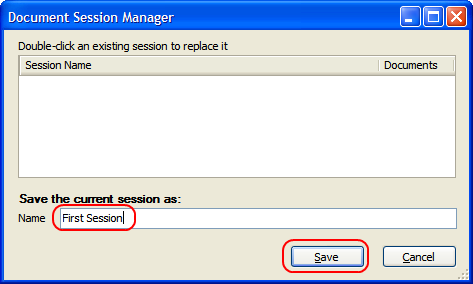 Document Session Manager
Double-click an existing session to replace it
Session Name Documents
Save the current session as:
Name First Session
Save Cancel